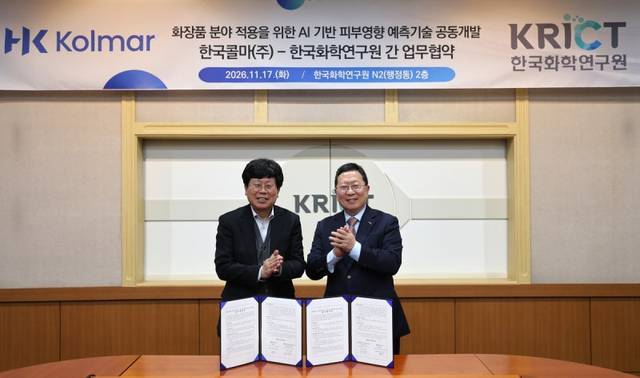 HK Kolmar
화장품 분야 적용을 위한 AI 기반 피부영향 예측기술 공동개발
한국콜마(주) – 한국화학연구원 간 업무협약
2026.11.17.(화) / 한국화학연구원 N2(행정동) 2층
KRICT
한국화학연구원
KRICT